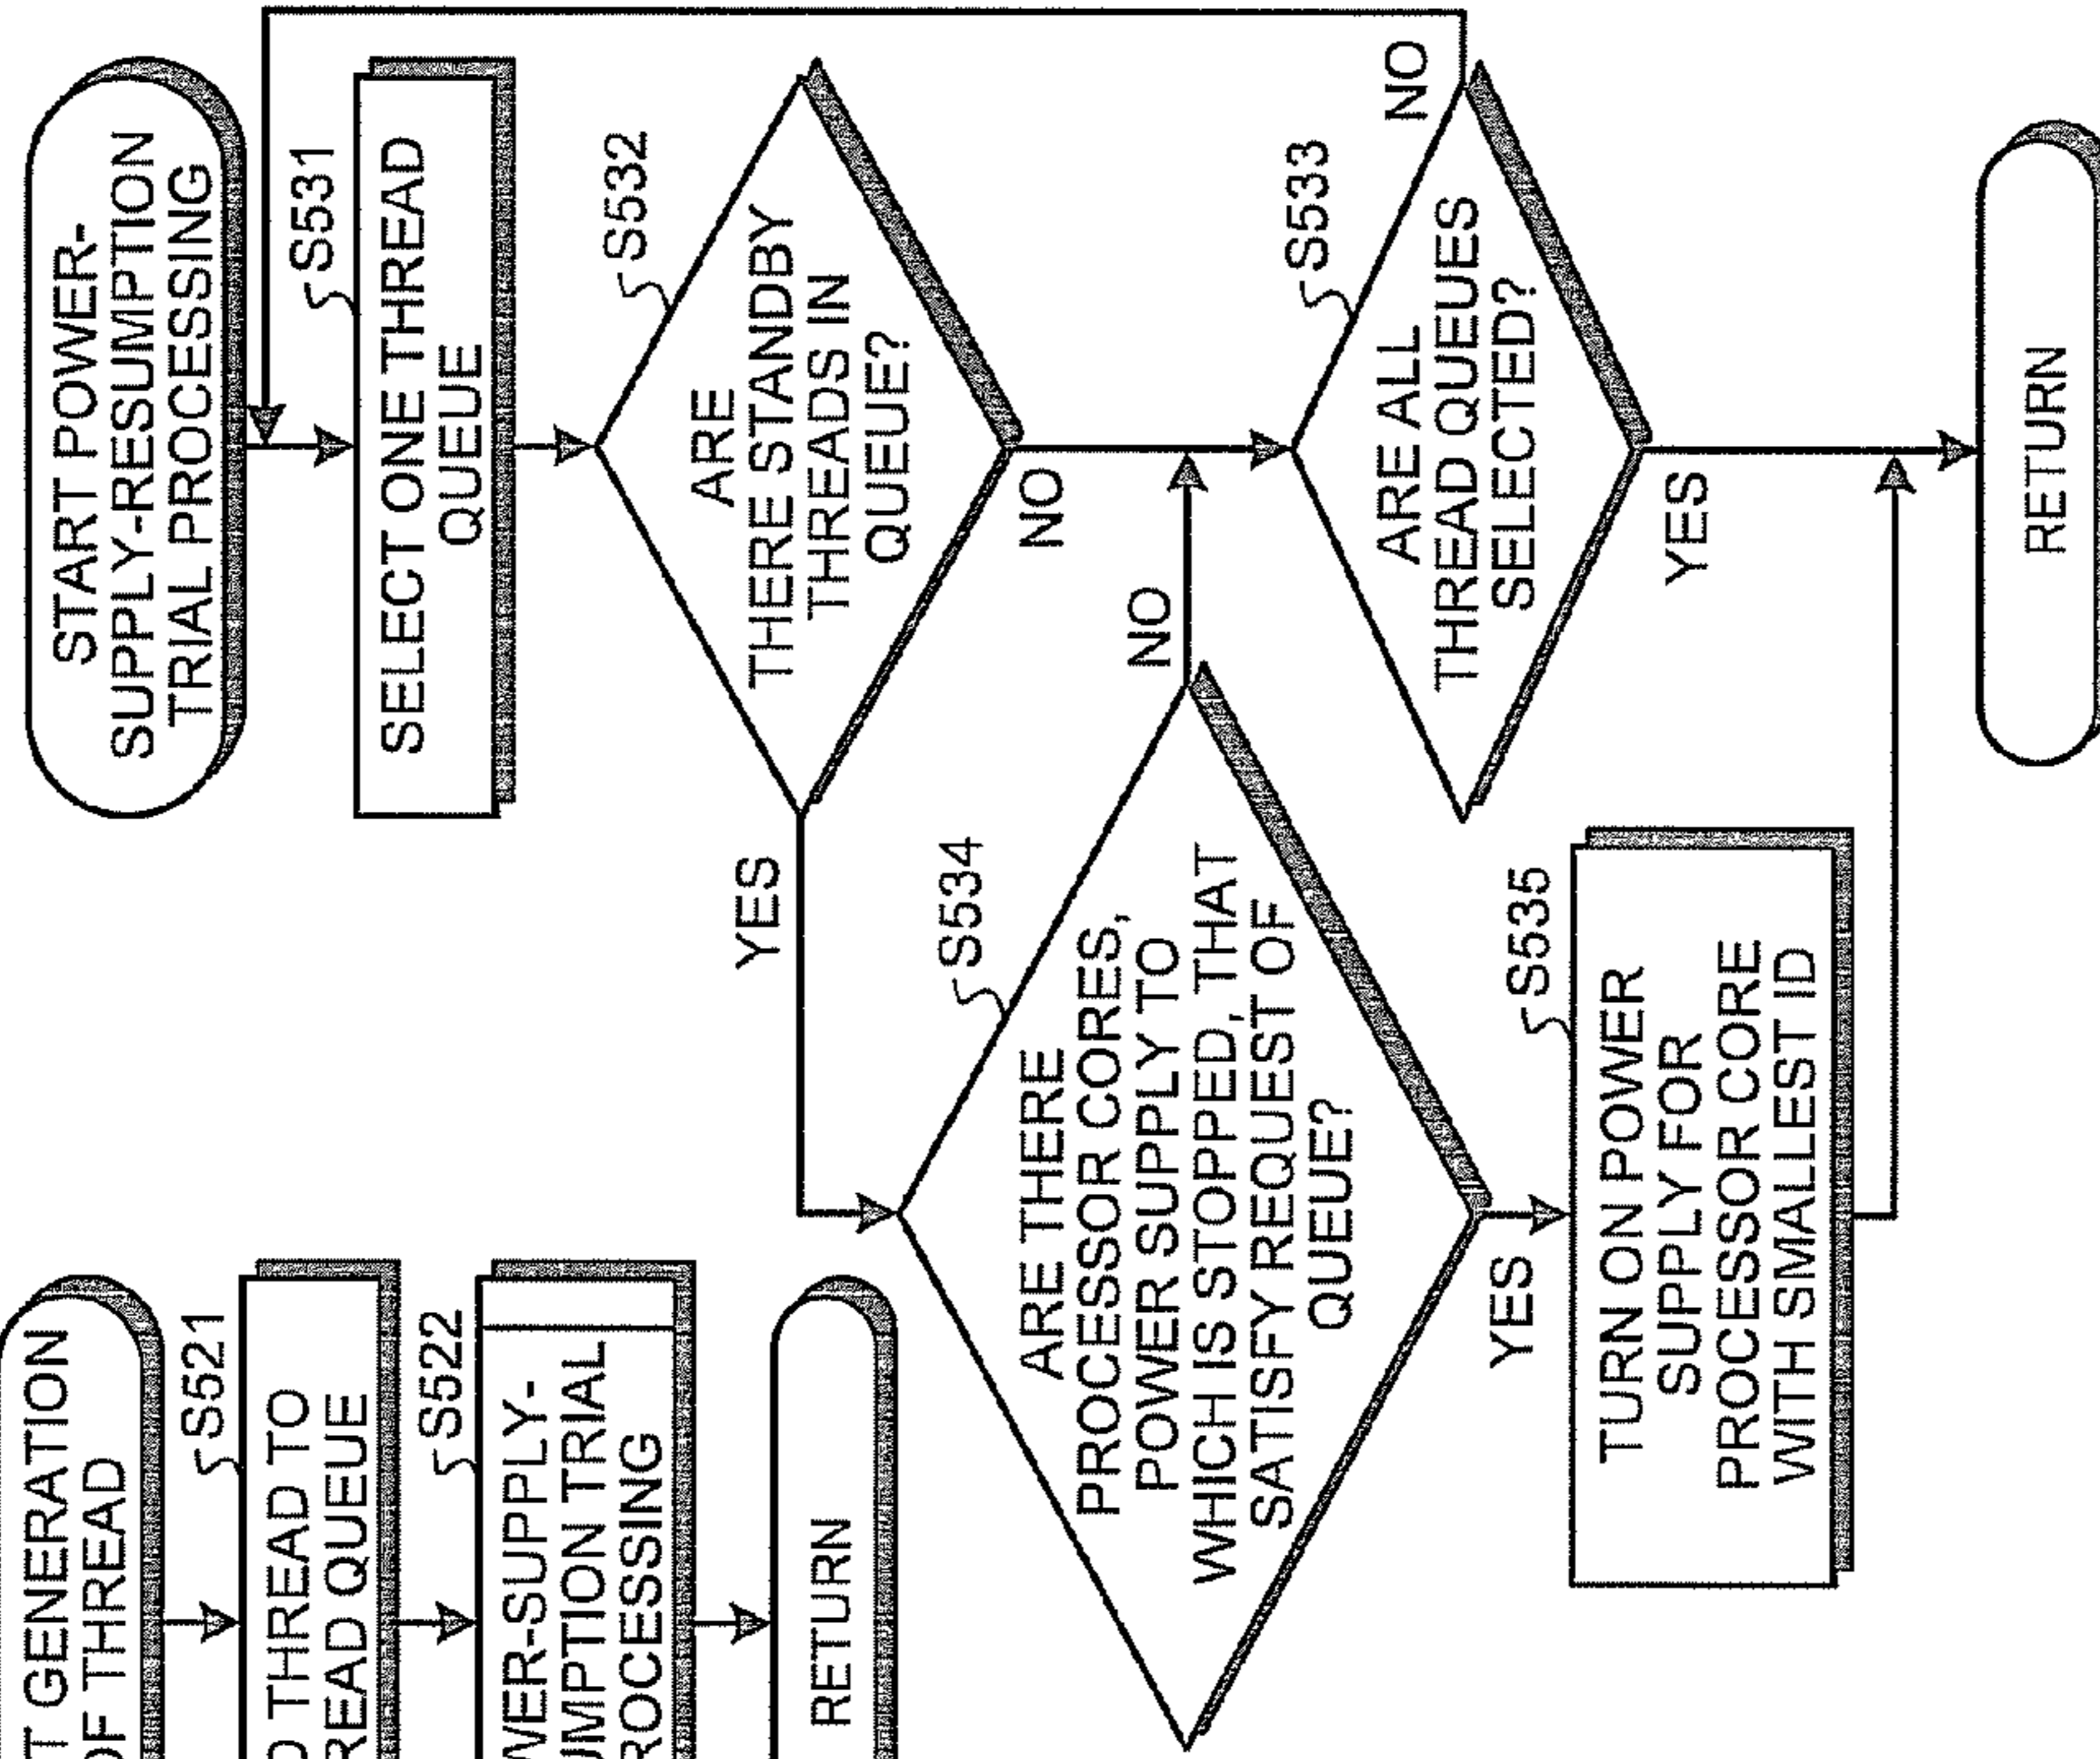 T GENERATION
OF THREAD
S521
D THREAD TO
READ QUEUE
S522
WER-SUPPLY-
UMPTION TRIAL
ROCESSING
RETURN
START POWER-
SUPPLY-RESUMPTION
TRIAL PROCESSING
S531
SELECT ONE THREAD
QUEUE
S532
ARE
THERE STANDBY
THREADS IN
QUEUE?
YES
NO
S534
ARE THERE
PROCESSOR CORES,
POWER SUPPLY TO
WHICH IS STOPPED, THAT
SATISFY REQUEST OF
QUEUE?
NO
YES
S533
ARE ALL
THREAD QUEUES
SELECTED?
NO
YES
S535
TURN ON POWER
SUPPLY FOR
PROCESSOR CORE
WITH SMALLEST ID
RETURN